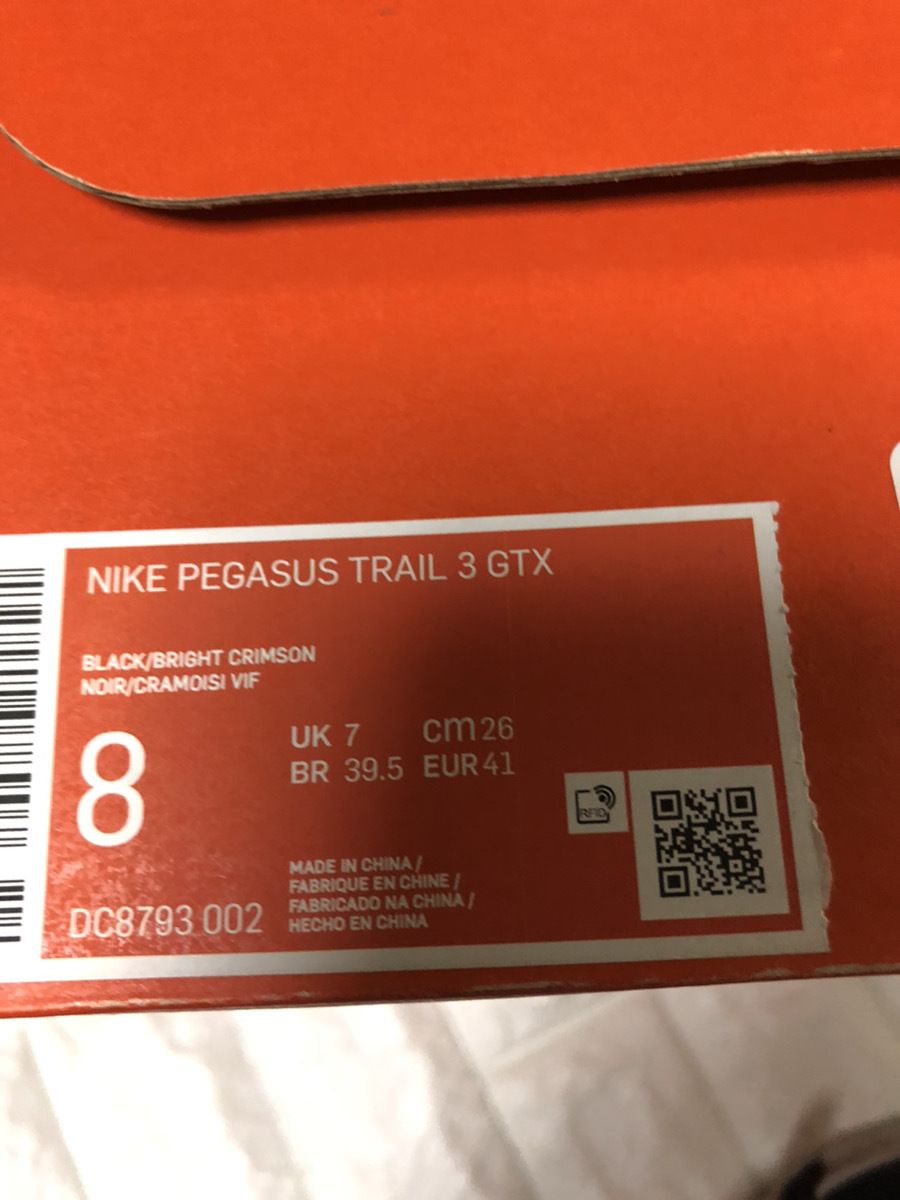 NIKE PEGASUS TRAIL 3 GTX
BLACK/BRIGHT CRIMSON
NOIR/CRAMOISI VIF
8
UK 7 cm 26
BR 39.5 EUR 41
RFID
MADE IN CHINA /
FABRIQUE EN CHINE /
FABRICADO NA CHINA /
HECHO EN CHINA
DC8793 002